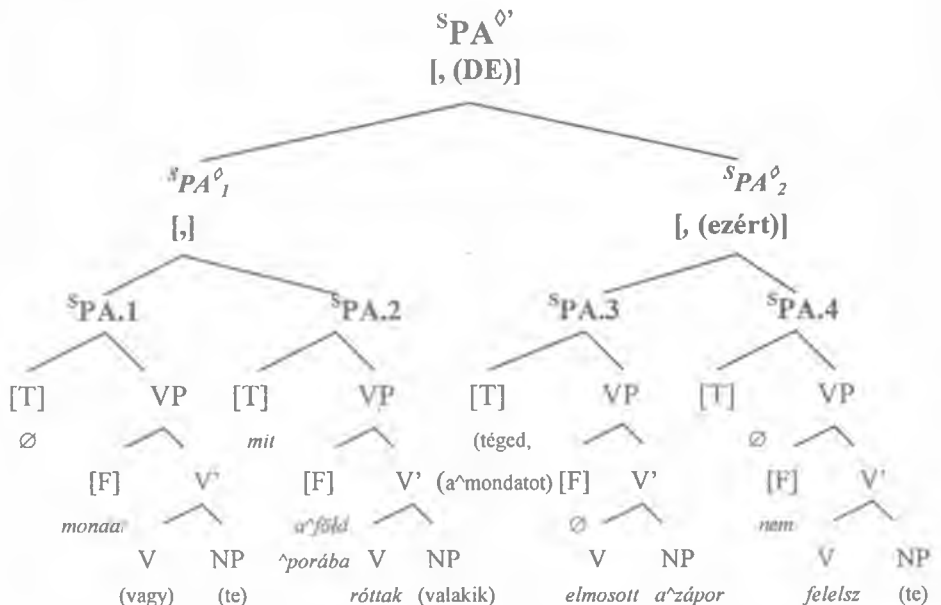 ˢPA◊’
[, (DE)]
ˢPA◊₁ ˢPA◊₂
[,] [, (ezért)]
ˢPA.1 ˢPA.2 ˢPA.3 ˢPA.4
[T] VP [T] VP [T] VP [T] VP
∅ mit (téged, ∅
[F] V’ [F] V’ (a^mondatot) [F] V’ [F] V’
a^föld ∅ nem
V NP ^porába V NP V NP V NP
(vagy) (te) róttak (valakik) elmosott a^zápor felelsz (te)